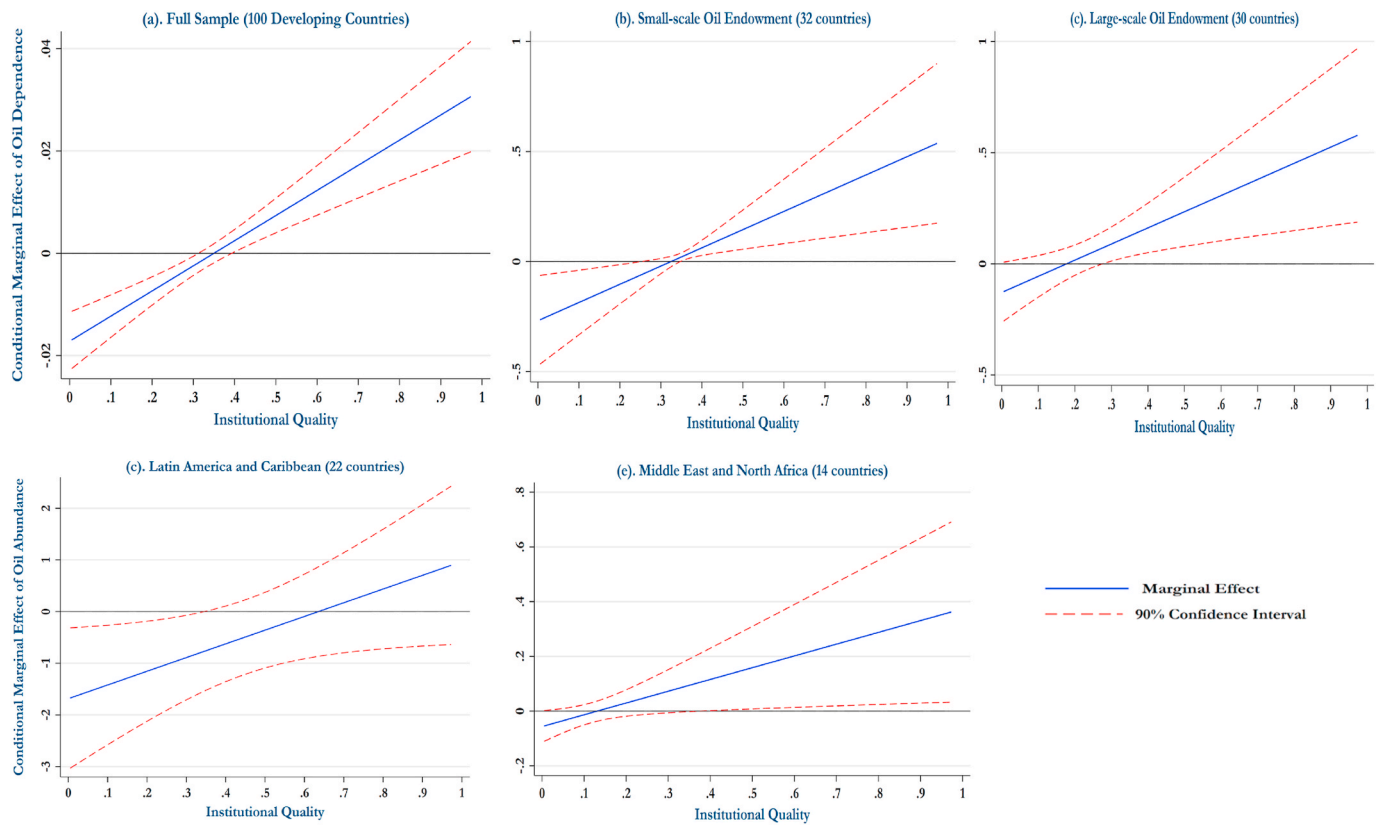 (a). Full Sample (100 Developing Countries)
Conditional Marginal Effect of Oil Dependence
.04
.02
0
-.02
0 .1 .2 .3 .4 .5 .6 .7 .8 .9 1
Institutional Quality
(b). Small-scale Oil Endowment (32 countries)
1
.5
0
-.5
0 .1 .2 .3 .4 .5 .6 .7 .8 .9 1
Institutional Quality
(c). Large-scale Oil Endowment (30 countries)
1
.5
0
-.5
0 .1 .2 .3 .4 .5 .6 .7 .8 .9 1
Institutional Quality
(c). Latin America and Caribbean (22 countries)
Conditional Marginal Effect of Oil Abundance
2
1
0
-1
-2
-3
0 .1 .2 .3 .4 .5 .6 .7 .8 .9 1
Institutional Quality
(e). Middle East and North Africa (14 countries)
.8
.6
.4
.2
0
-.2
0 .1 .2 .3 .4 .5 .6 .7 .8 .9 1
Institutional Quality
Marginal Effect
90% Confidence Interval